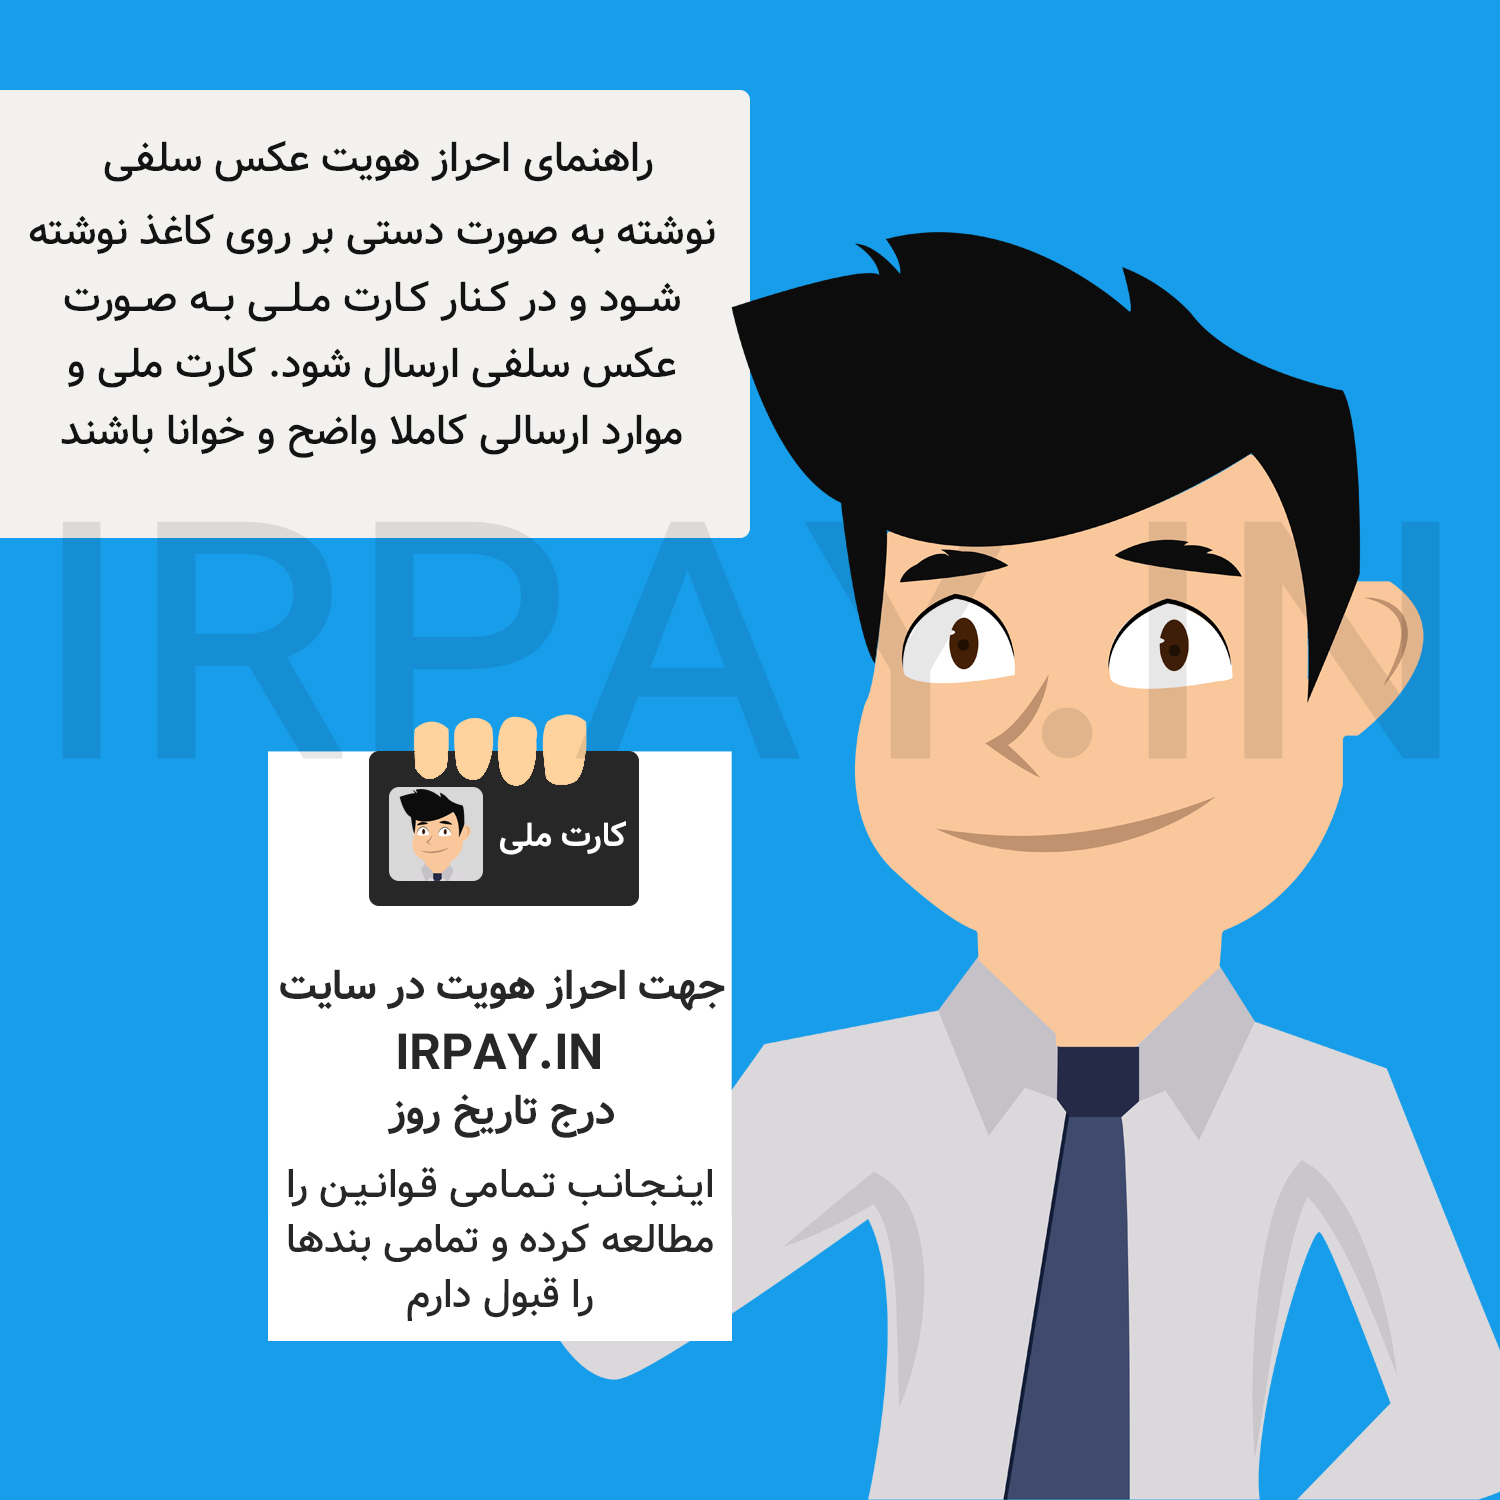 راهنمای احراز هویت عکس سلفی
نوشته به صورت دستی بر روی کاغذ نوشته
شود و در کنار کارت ملی به صورت
عکس سلفی ارسال شود. کارت ملی و
موارد ارسالی کاملا واضح و خوانا باشند
IRPAY.IN
کارت ملی
جهت احراز هویت در سایت
IRPAY.IN
درج تاریخ روز
اینجانب تمامی قوانین را
مطالعه کرده و تمامی بندها
را قبول دارم